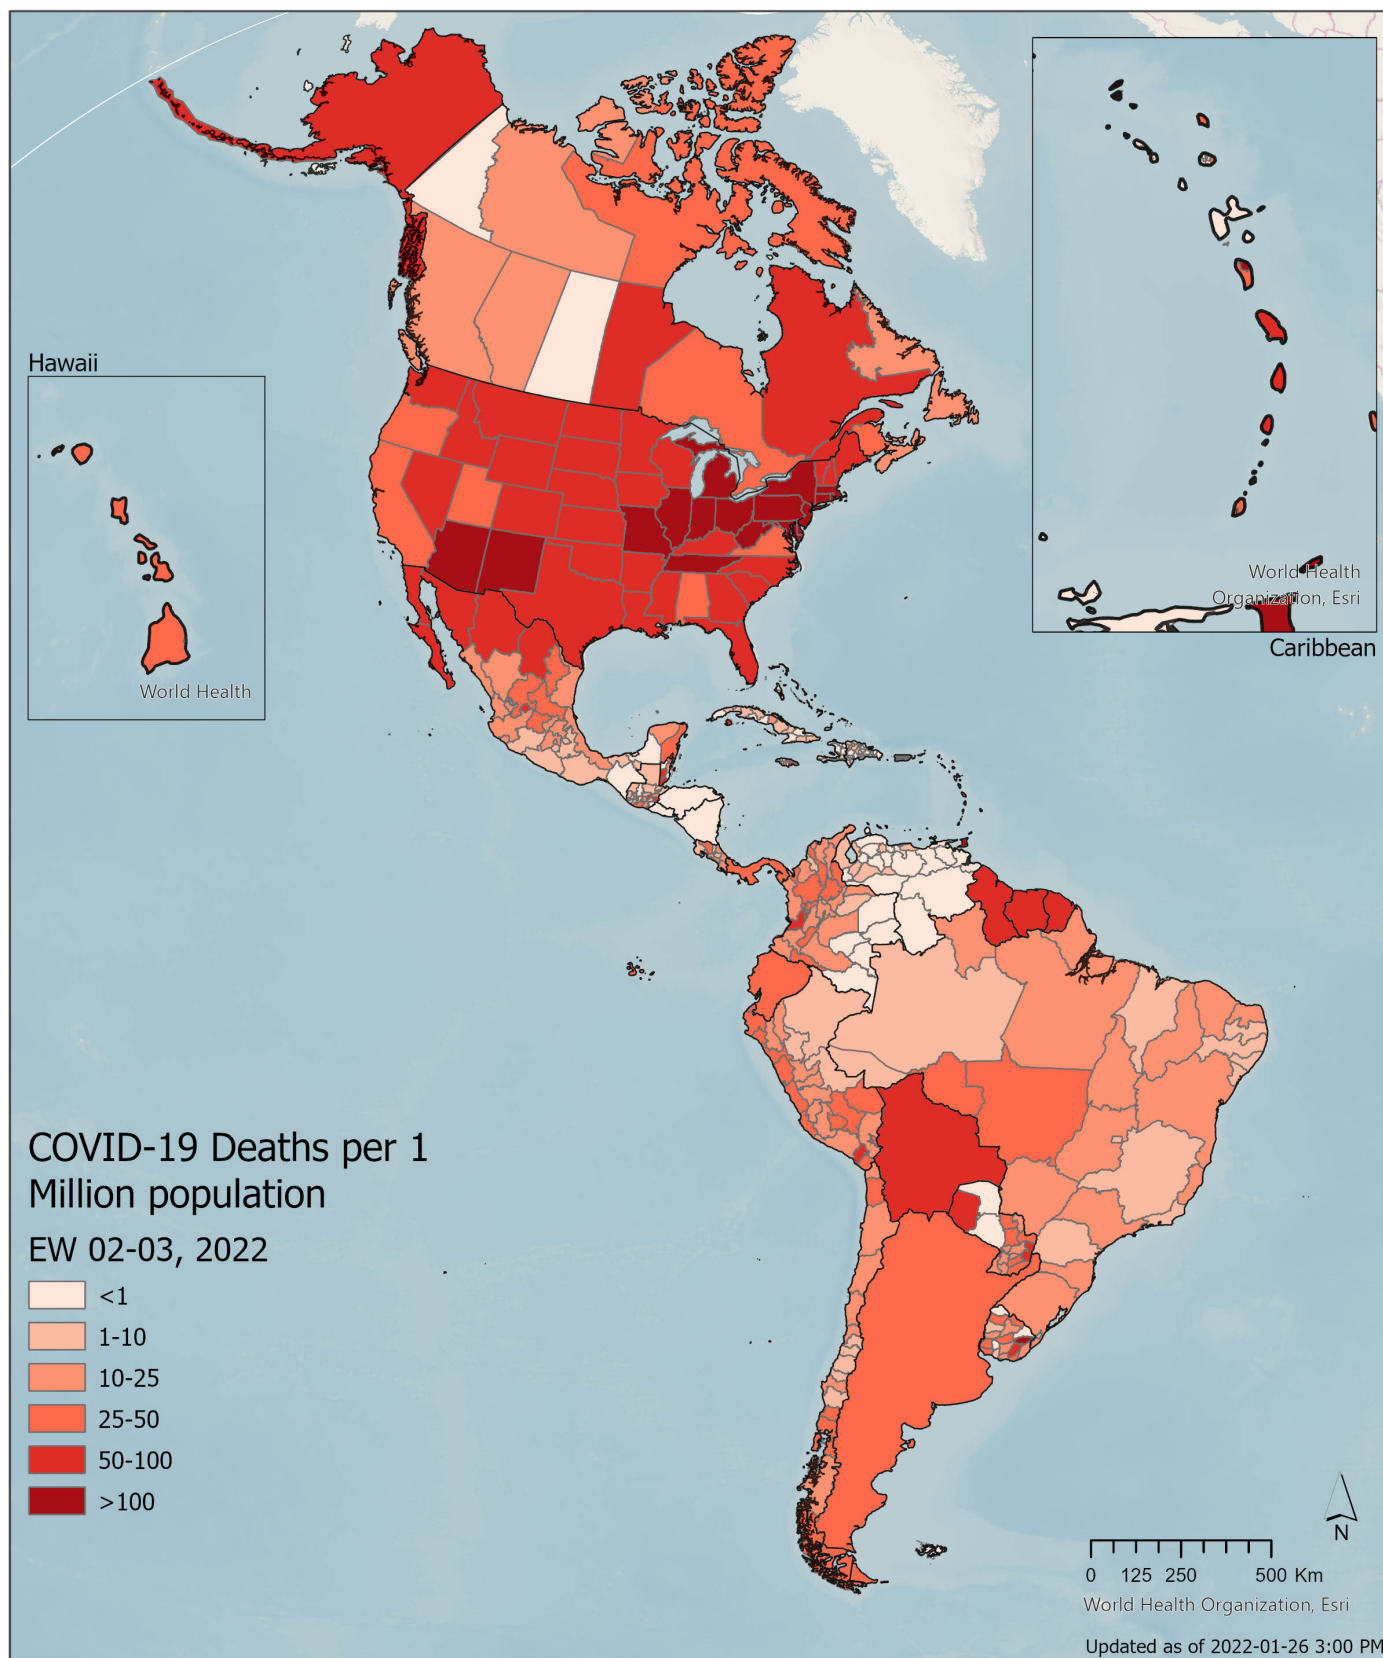 Hawaii
World Health
World Health
Organization, Esri
Caribbean
COVID-19 Deaths per 1
Million population
EW 02-03, 2022
<1
1-10
10-25
25-50
50-100
>100
N
0 125 250 500 Km
World Health Organization, Esri
Updated as of 2022-01-26 3:00 PM